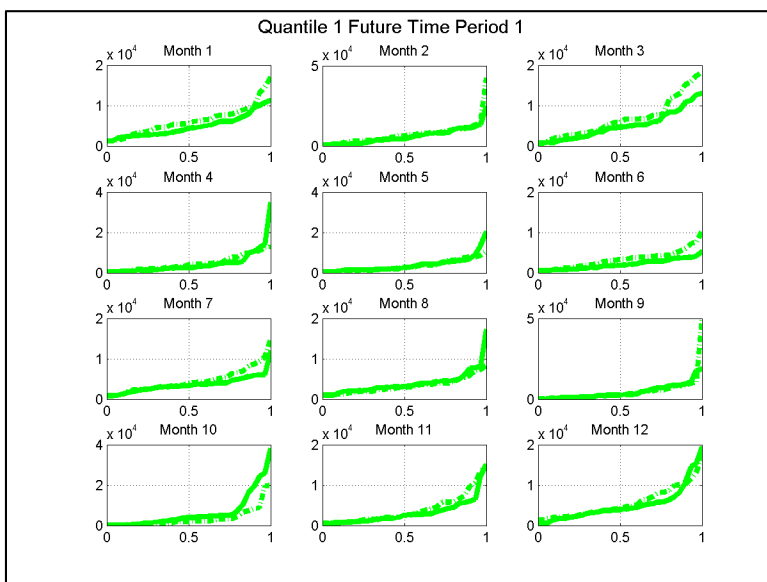 Quantile 1 Future Time Period 1
x 10^4 Month 1
2
1
0
0 0.5 1
x 10^4 Month 2
5
0
0 0.5 1
x 10^4 Month 3
2
1
0
0 0.5 1
x 10^4 Month 4
4
2
0
0 0.5 1
x 10^4 Month 5
4
2
0
0 0.5 1
x 10^4 Month 6
2
1
0
0 0.5 1
x 10^4 Month 7
2
1
0
0 0.5 1
x 10^4 Month 8
2
1
0
0 0.5 1
x 10^4 Month 9
5
0
0 0.5 1
x 10^4 Month 10
4
2
0
0 0.5 1
x 10^4 Month 11
2
1
0
0 0.5 1
x 10^4 Month 12
2
1
0
0 0.5 1